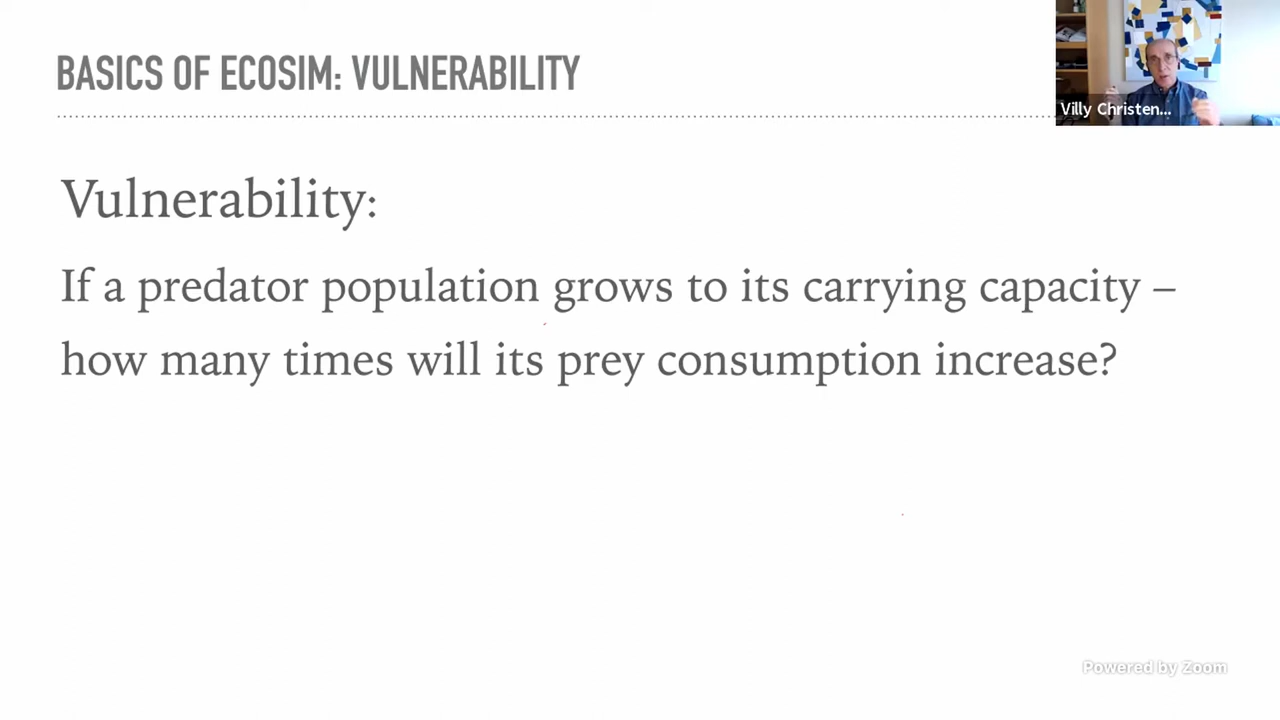 BASICS OF ECOSIM: VULNERABILITY
Villy Christen...
Vulnerability:
If a predator population grows to its carrying capacity –
how many times will its prey consumption increase?
Powered by Zoom